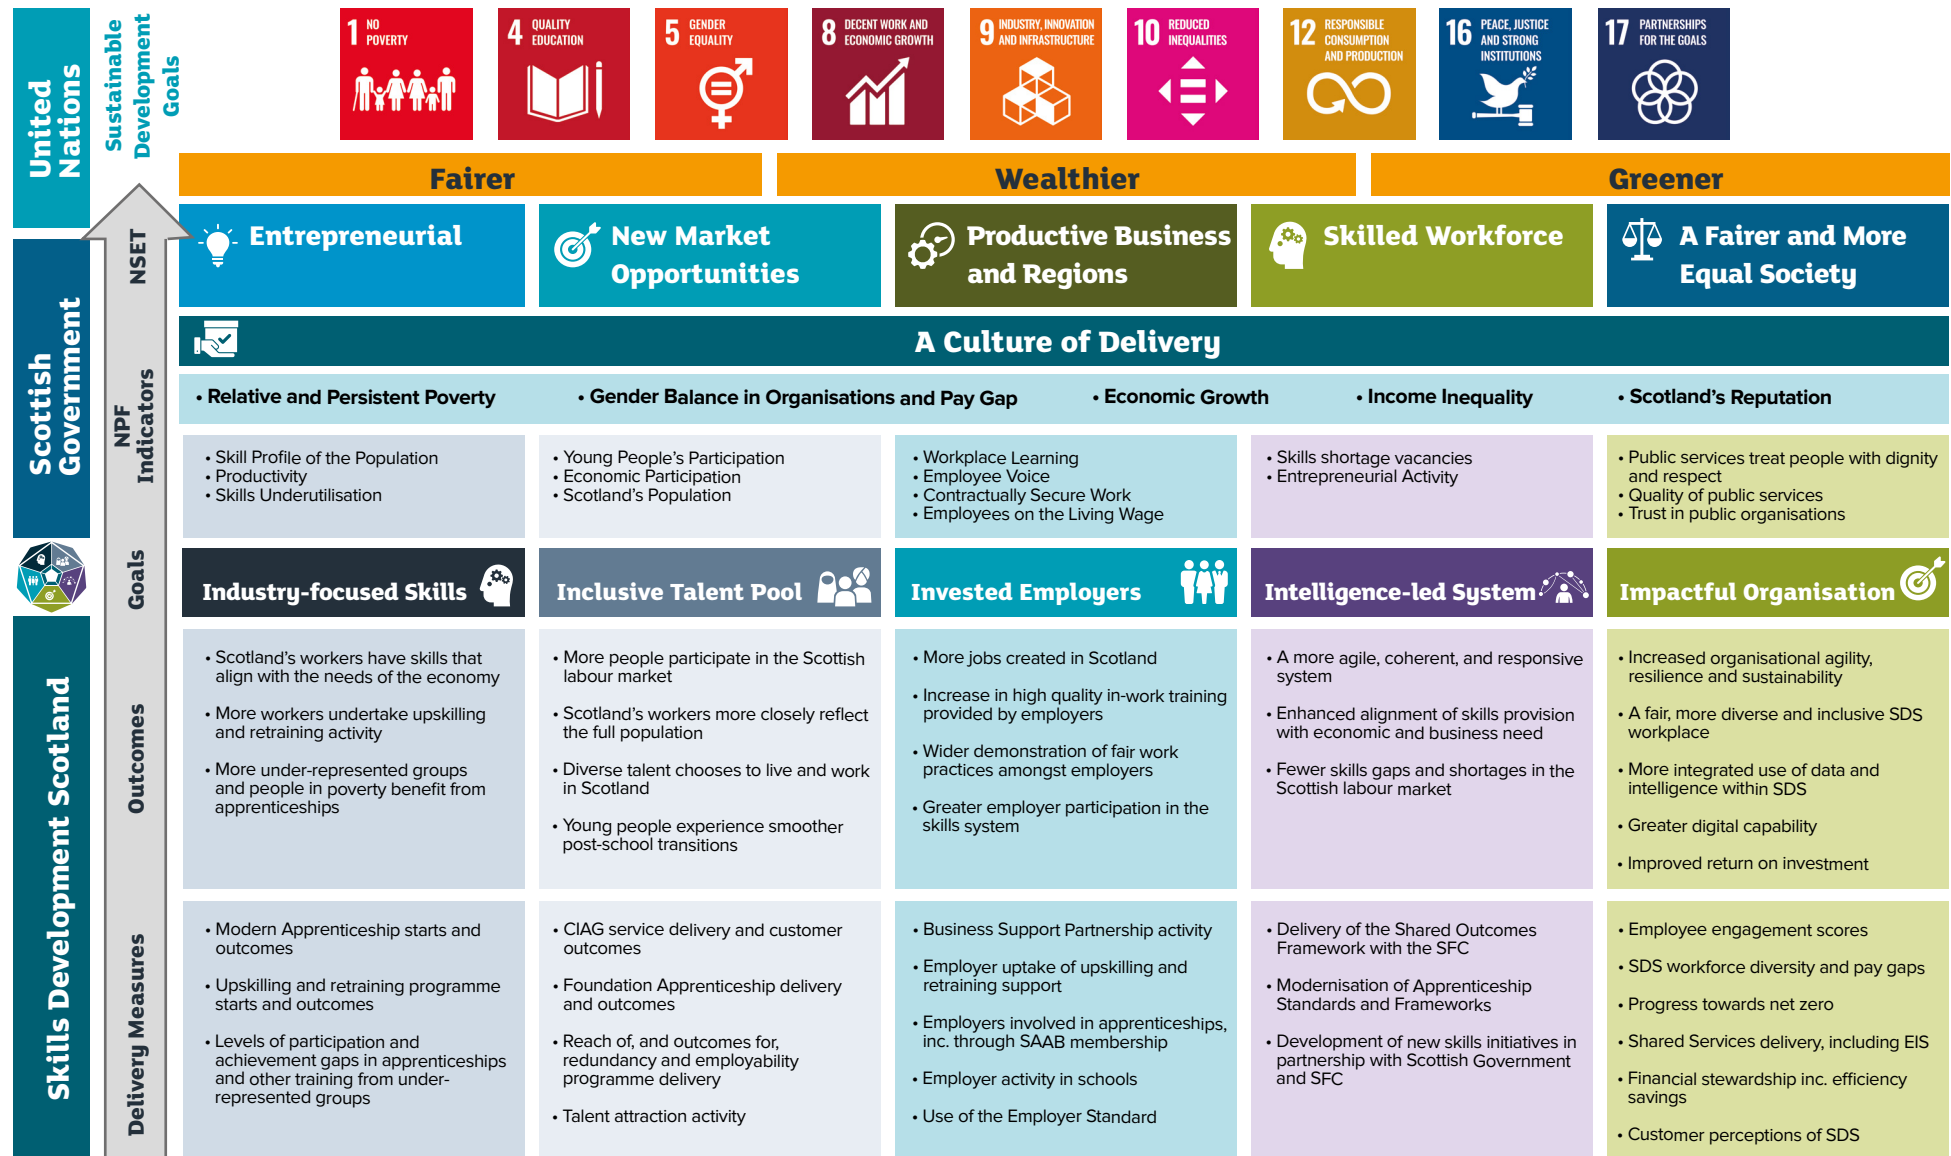 United
Nations
Sustainable
Development
Goals
1 NO
POVERTY
4 QUALITY
EDUCATION
5 GENDER
EQUALITY
8 DECENT WORK AND
ECONOMIC GROWTH
9 INDUSTRY, INNOVATION
AND INFRASTRUCTURE
10 REDUCED
INEQUALITIES
12 RESPONSIBLE
CONSUMPTION
AND PRODUCTION
16 PEACE, JUSTICE
AND STRONG
INSTITUTIONS
17 PARTNERSHIPS
FOR THE GOALS
Fairer
Wealthier
Greener
Scottish
Government
NSET
Entrepreneurial
New Market
Opportunities
Productive Business
and Regions
Skilled Workforce
A Fairer and More
Equal Society
A Culture of Delivery
NPF
Indicators
• Relative and Persistent Poverty
• Gender Balance in Organisations and Pay Gap
• Economic Growth
• Income Inequality
• Scotland's Reputation
• Skill Profile of the Population
• Productivity
• Skills Underutilisation
• Young People's Participation
• Economic Participation
• Scotland's Population
• Workplace Learning
• Employee Voice
• Contractually Secure Work
• Employees on the Living Wage
• Skills shortage vacancies
• Entrepreneurial Activity
• Public services treat people with dignity
and respect
• Quality of public services
• Trust in public organisations
Skills Development Scotland
Goals
Industry-focused Skills
Inclusive Talent Pool
Invested Employers
Intelligence-led System
Impactful Organisation
Outcomes
• Scotland's workers have skills that
align with the needs of the economy
• More workers undertake upskilling
and retraining activity
• More under-represented groups
and people in poverty benefit from
apprenticeships
• More people participate in the Scottish
labour market
• Scotland's workers more closely reflect
the full population
• Diverse talent chooses to live and work
in Scotland
• Young people experience smoother
post-school transitions
• More jobs created in Scotland
• Increase in high quality in-work training
provided by employers
• Wider demonstration of fair work
practices amongst employers
• Greater employer participation in the
skills system
• A more agile, coherent, and responsive
system
• Enhanced alignment of skills provision
with economic and business need
• Fewer skills gaps and shortages in the
Scottish labour market
• Increased organisational agility,
resilience and sustainability
• A fair, more diverse and inclusive SDS
workplace
• More integrated use of data and
intelligence within SDS
• Greater digital capability
• Improved return on investment
Delivery Measures
• Modern Apprenticeship starts and
outcomes
• Upskilling and retraining programme
starts and outcomes
• Levels of participation and
achievement gaps in apprenticeships
and other training from under-
represented groups
• CIAG service delivery and customer
outcomes
• Foundation Apprenticeship delivery
and outcomes
• Reach of, and outcomes for,
redundancy and employability
programme delivery
• Talent attraction activity
• Business Support Partnership activity
• Employer uptake of upskilling and
retraining support
• Employers involved in apprenticeships,
inc. through SAAB membership
• Employer activity in schools
• Use of the Employer Standard
• Delivery of the Shared Outcomes
Framework with the SFC
• Modernisation of Apprenticeship
Standards and Frameworks
• Development of new skills initiatives in
partnership with Scottish Government
and SFC
• Employee engagement scores
• SDS workforce diversity and pay gaps
• Progress towards net zero
• Shared Services delivery, including EIS
• Financial stewardship inc. efficiency
savings
• Customer perceptions of SDS